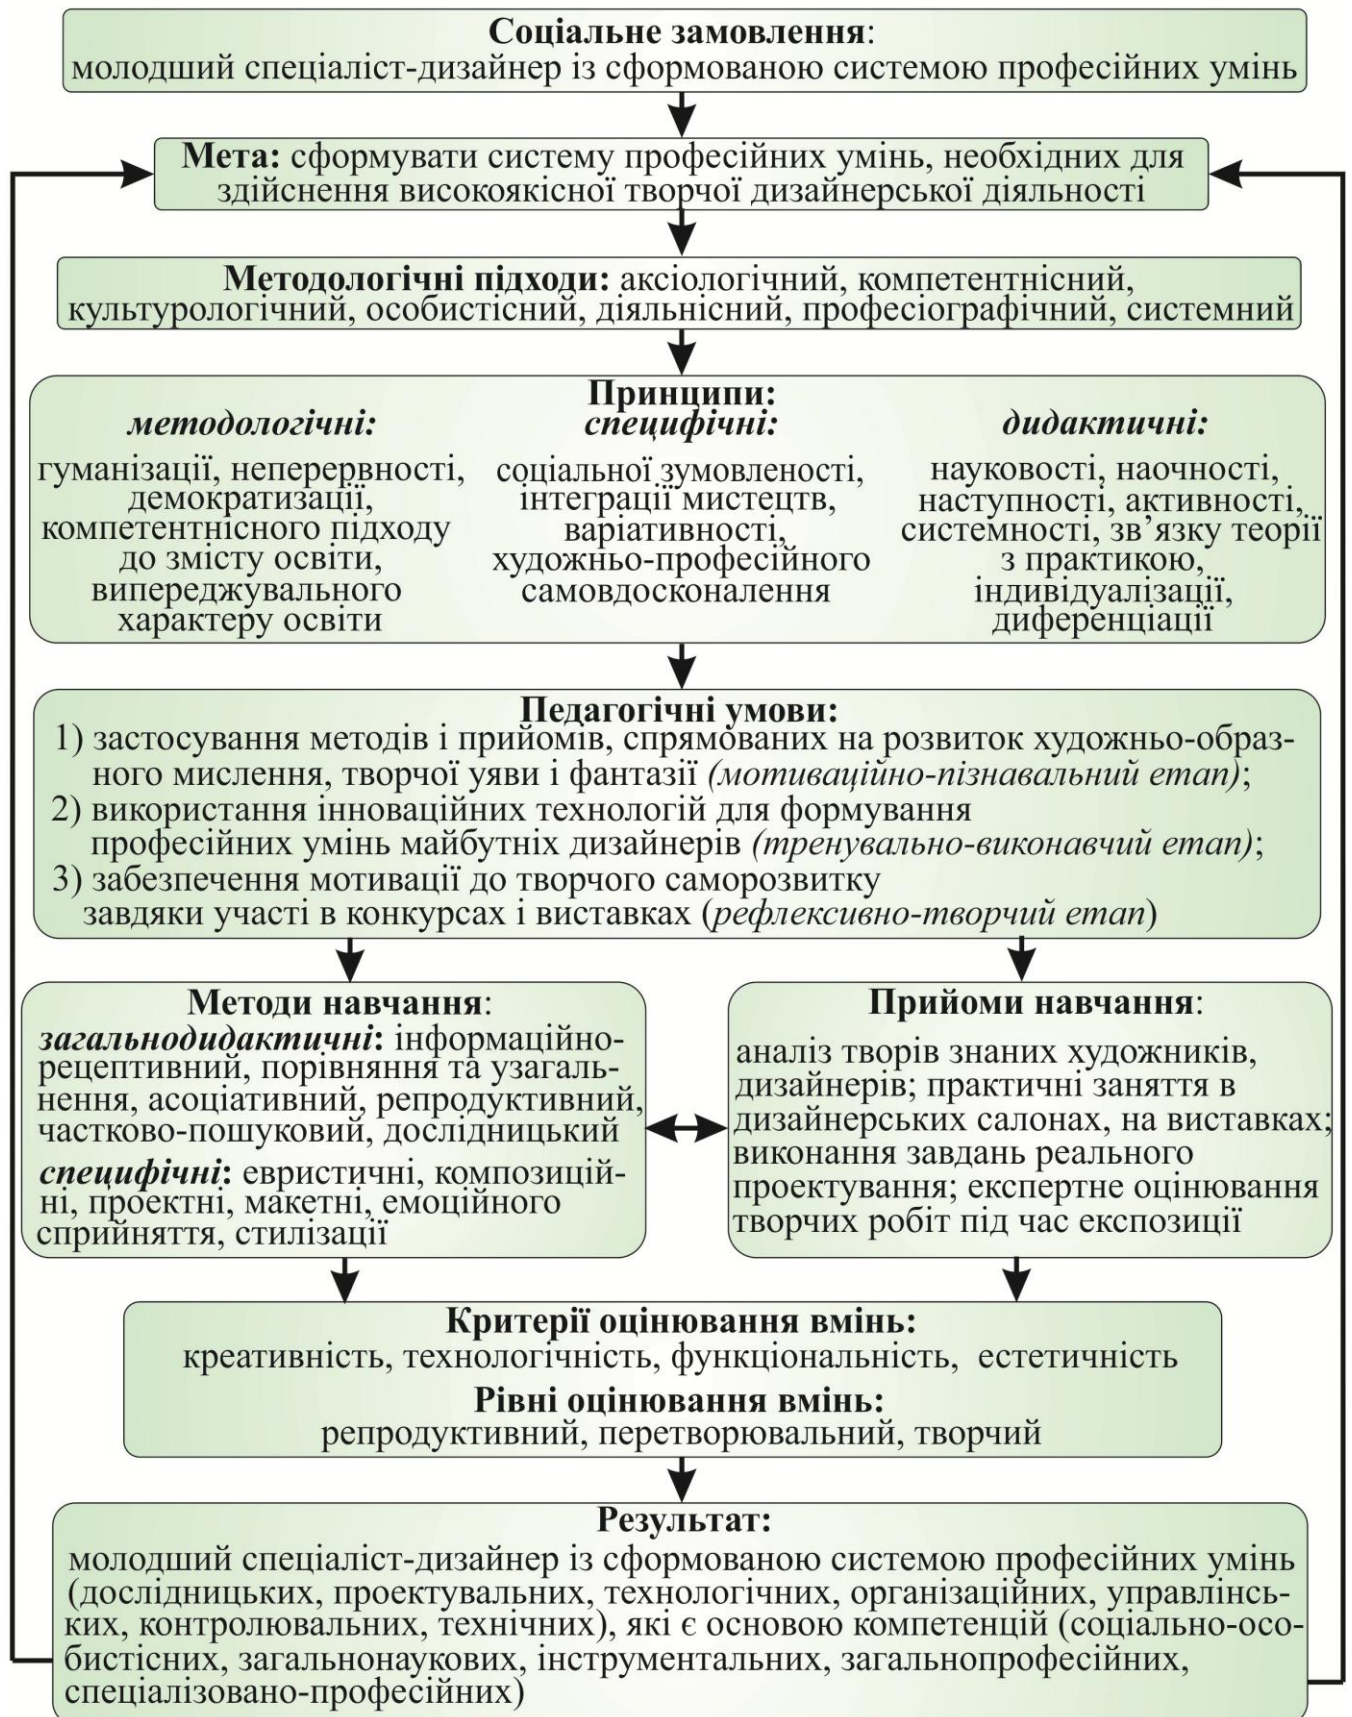 Соціальне замовлення:
молодший спеціаліст-дизайнер із сформованою системою професійних умінь
Мета: сформувати систему професійних умінь, необхідних для
здійснення високоякісної творчої дизайнерської діяльності
Методологічні підходи: аксіологічний, компетентнісний,
культурологічний, особистісний, діяльнісний, професіографічний, системний
Принципи:
методологічні:
гуманізації, неперервності,
демократизації,
компетентнісного підходу
до змісту освіти,
випереджувального
характеру освіти
специфічні:
соціальної зумовленості,
інтеграції мистецтв,
варіативності,
художньо-професійного
самовдосконалення
дидактичні:
науковості, наочності,
наступності, активності,
системності, зв’язку теорії
з практикою,
індивідуалізації,
диференціації
Педагогічні умови:
1) застосування методів і прийомів, спрямованих на розвиток художньо-образ-
ного мислення, творчої уяви і фантазії (мотиваційно-пізнавальний етап);
2) використання інноваційних технологій для формування
професійних умінь майбутніх дизайнерів (тренувально-виконавчий етап);
3) забезпечення мотивації до творчого саморозвитку
завдяки участі в конкурсах і виставках (рефлексивно-творчий етап)
Методи навчання:
загальнодидактичні: інформаційно-
рецептивний, порівняння та узагаль-
нення, асоціативний, репродуктивний,
частково-пошуковий, дослідницький
специфічні: евристичні, композицій-
ні, проектні, макетні, емоційного
сприйняття, стилізації
Прийоми навчання:
аналіз творів знаних художників,
дизайнерів; практичні заняття в
дизайнерських салонах, на виставках;
виконання завдань реального
проектування; експертне оцінювання
творчих робіт під час експозиції
Критерії оцінювання вмінь:
креативність, технологічність, функціональність, естетичність
Рівні оцінювання вмінь:
репродуктивний, перетворювальний, творчий
Результат:
молодший спеціаліст-дизайнер із сформованою системою професійних умінь
(дослідницьких, проектувальних, технологічних, організаційних, управлінсь-
ких, контролювальних, технічних), які є основою компетенцій (соціально-осо-
бистісних, загальнонаукових, інструментальних, загальнопрофесійних,
спеціалізовано-професійних)